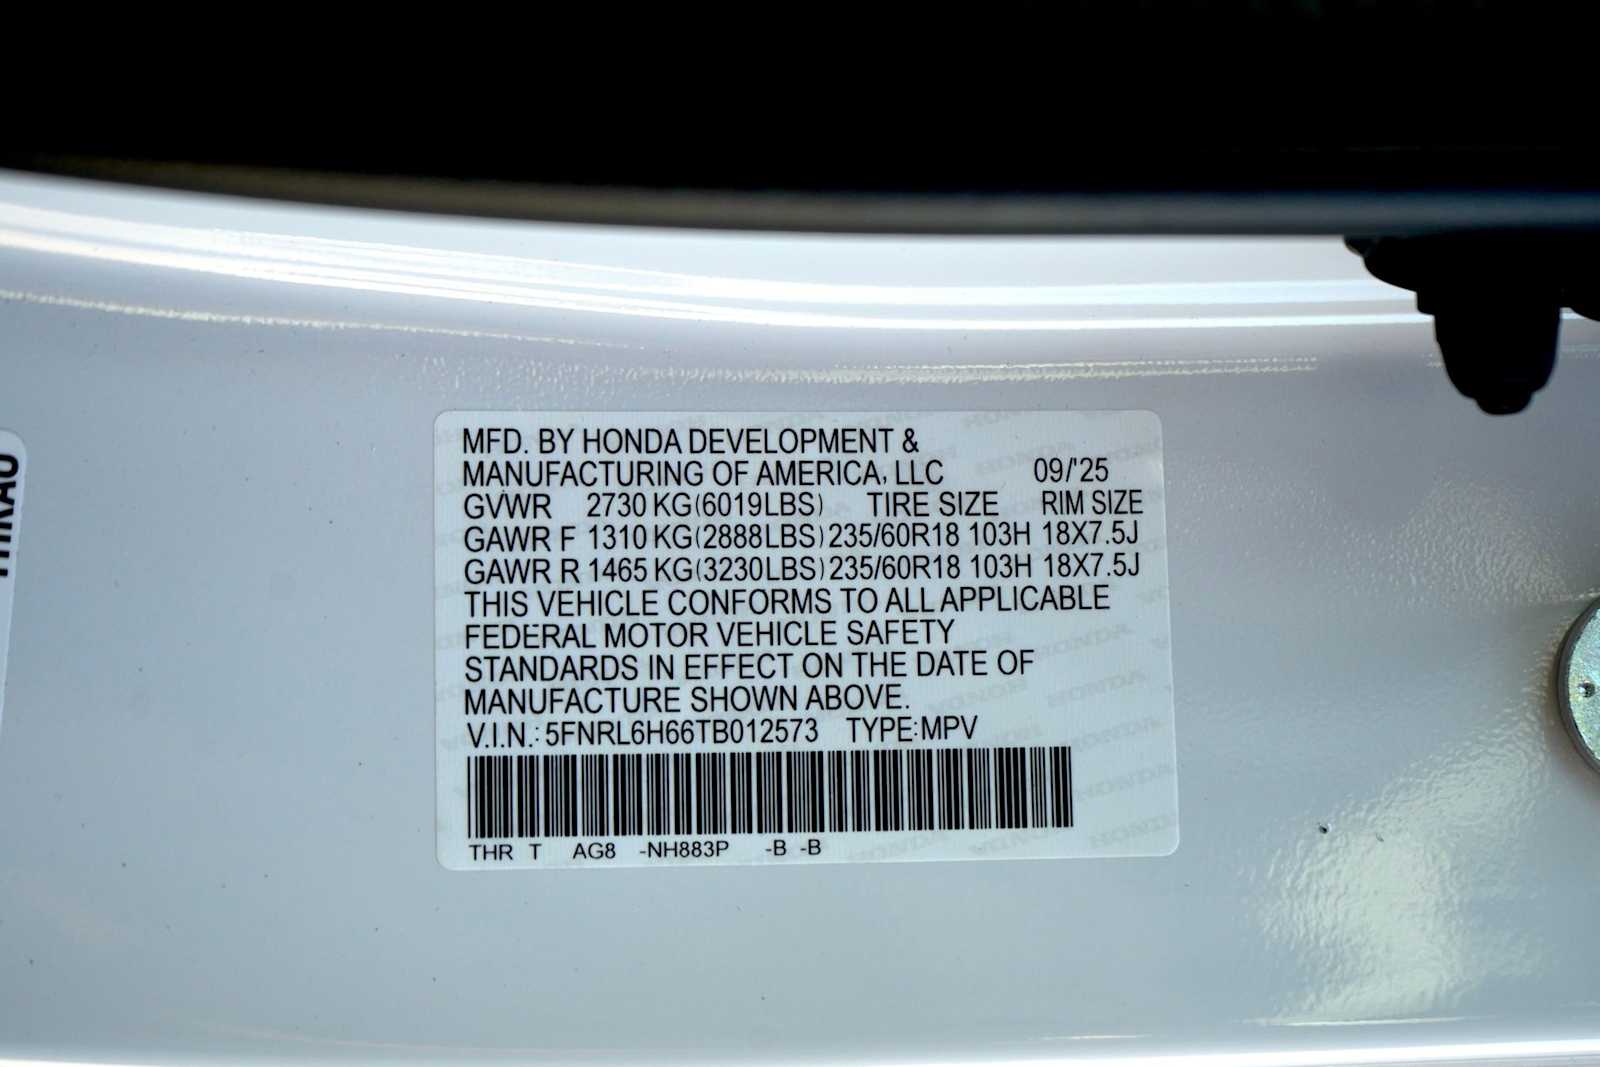 MFD. BY HONDA DEVELOPMENT &
MANUFACTURING OF AMERICA, LLC 09/'25
GVWR 2730 KG(6019LBS) TIRE SIZE RIM SIZE
GAWR F 1310 KG(2888LBS) 235/60R18 103H 18X7.5J
GAWR R 1465 KG(3230LBS) 235/60R18 103H 18X7.5J
THIS VEHICLE CONFORMS TO ALL APPLICABLE
FEDERAL MOTOR VEHICLE SAFETY
STANDARDS IN EFFECT ON THE DATE OF
MANUFACTURE SHOWN ABOVE.
V.I.N.: 5FNRL6H66TB012573 TYPE:MPV
THR T AG8 -NH883P -B -B